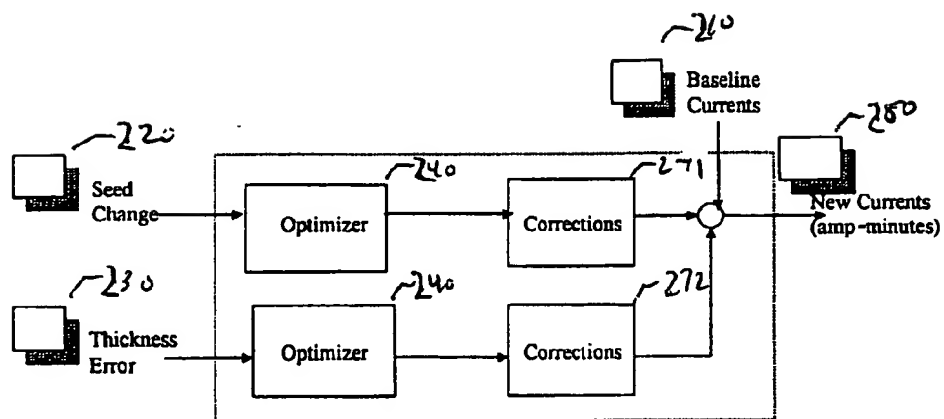 210
Baseline
Currents
220
Seed
Change
240
Optimizer
271
Corrections
280
New Currents
(amp-minutes)
230
Thickness
Error
240
Optimizer
272
Corrections